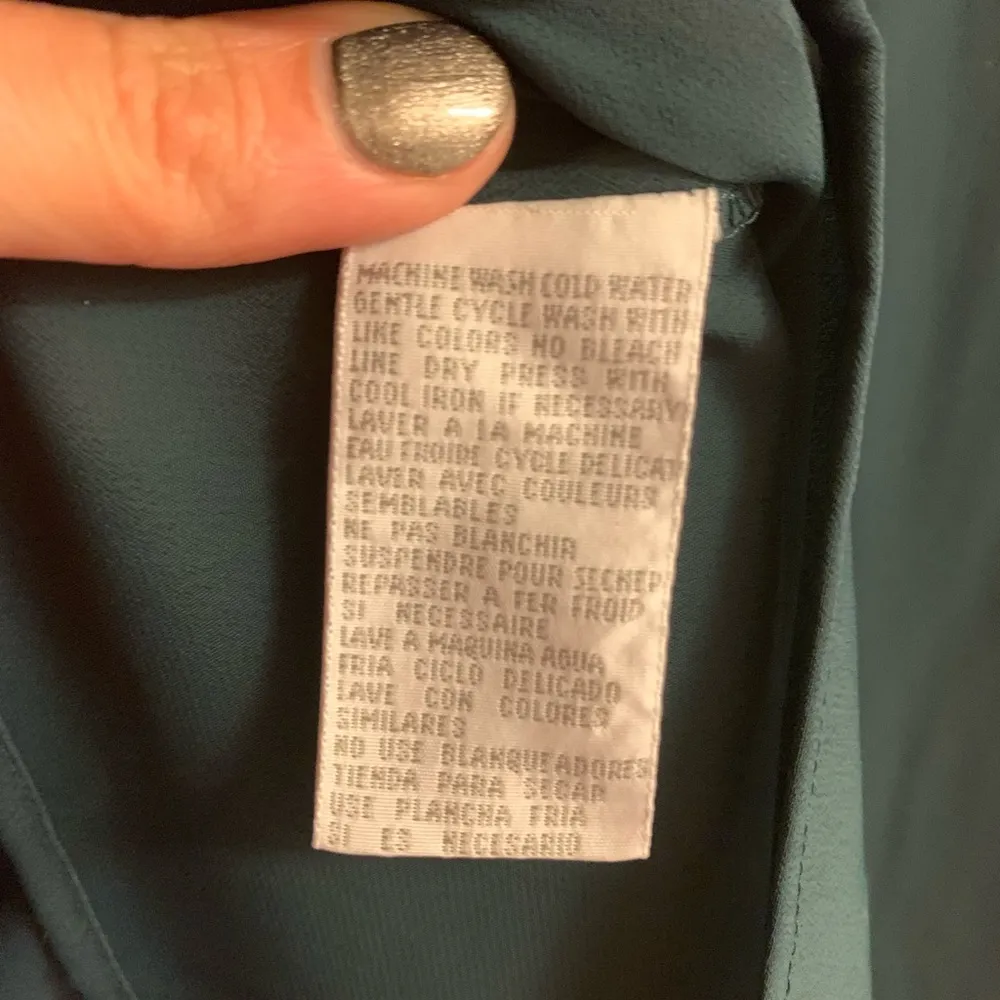 MACHINE WASH COLD WATER
GENTLE CYCLE WASH WITH
LIKE COLORS NO BLEACH
LINE DRY PRESS WITH
COOL IRON IF NECESSARY
LAVER A LA MACHINE
EAU FROIDE CYCLE DELICAT
LAVER AVEC COULEURS
SEMBLABLES
NE PAS BLANCHIR
SUSPENDRE POUR SECHER
REPASSER A FER FROID
SI NECESSAIRE
LAVE A MAQUINA AGUA
FRIA CICLO DELICADO
LAVE CON COLORES
SIMILARES
NO USE BLANQUEADORES
TIENDA PARA SECAR
USE PLANCHA FRIA
SI ES NECESARIO